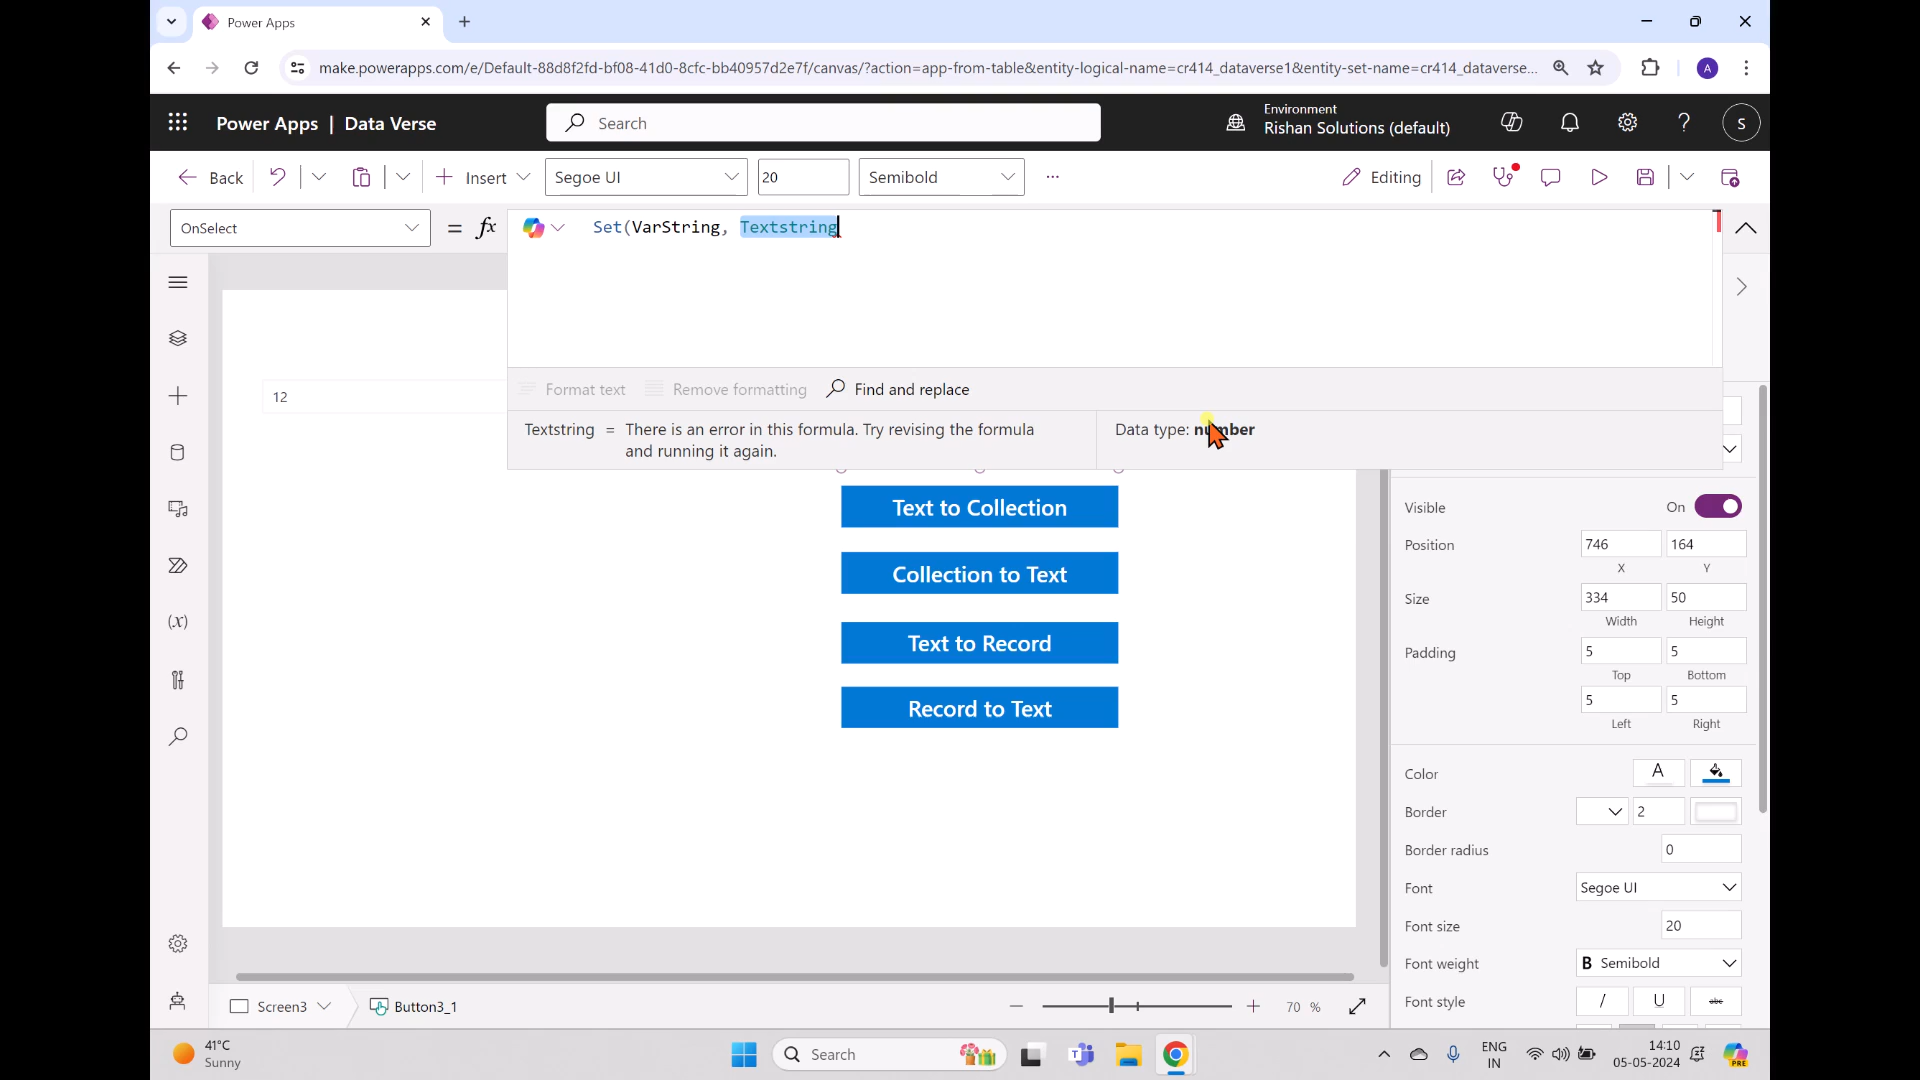 Power Apps
make.powerapps.com/e/Default-88d8f2fd-bf08-41d0-8cfc-bb40957d2e7f/canvas/?action=app-from-table&entity-logical-name=cr414_dataverse1&entity-set-name=cr414_dataverse...
A
Power Apps | Data Verse
Search
Environment
Rishan Solutions (default)
?
S
Back
Insert
Segoe UI
20
Semibold
...
Editing
OnSelect
= fx
Set(VarString, Textstring
Format text
Remove formatting
Find and replace
Textstring = There is an error in this formula. Try revising the formula
and running it again.
Data type: number
12
Text to Collection
Collection to Text
Text to Record
Record to Text
Visible
On
Position
746
164
X
Y
Size
334
50
Width
Height
Padding
5
5
Top
Bottom
5
5
Left
Right
Color
A
Border
2
Border radius
0
Font
Segoe UI
Font size
20
Font weight
B Semibold
Font style
/
U
abc
(x)
Screen3
Button3_1
70 %
41°C
Sunny
Search
ENG
IN
14:10
05-05-2024
PRE